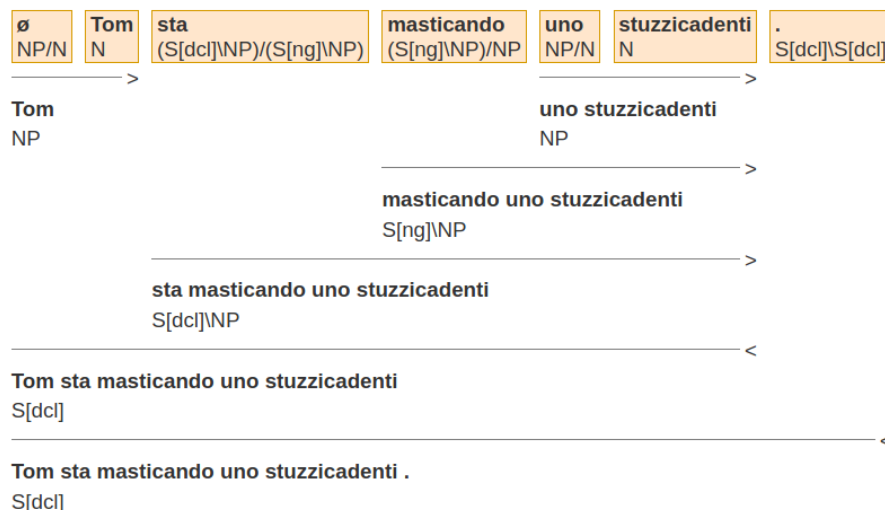 ø Tom sta masticando uno stuzzicadenti .
NP/N N (S[dcl]\NP)/(S[ng]\NP) (S[ng]\NP)/NP NP/N N S[dcl]\S[dcl]
> >
Tom uno stuzzicadenti
NP NP
>
masticando uno stuzzicadenti
S[ng]\NP
>
sta masticando uno stuzzicadenti
S[dcl]\NP
<
Tom sta masticando uno stuzzicadenti
S[dcl]
<
Tom sta masticando uno stuzzicadenti .
S[dcl]